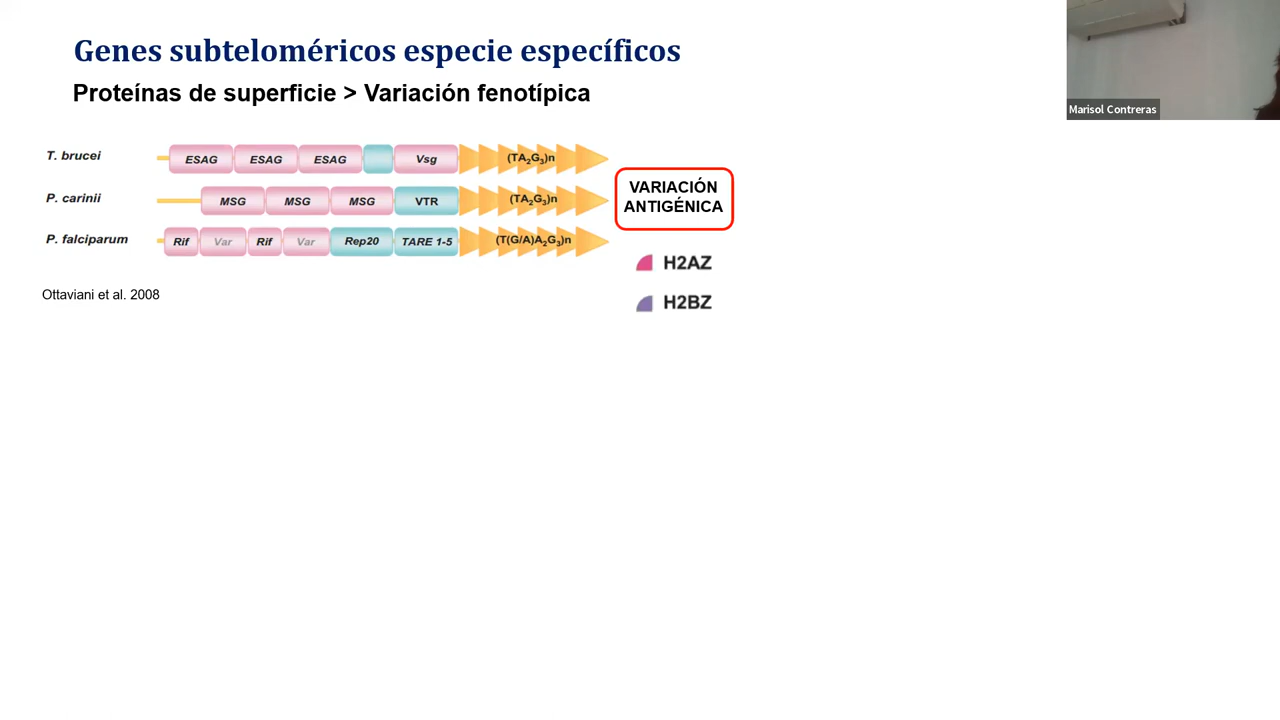 Genes subteloméricos especie específicos
Proteínas de superficie > Variación fenotípica
Marisol Contreras
T. brucei
ESAG ESAG ESAG Vsg (TA2G3)n
P. carinii
MSG MSG MSG VTR (TA2G3)n
P. falciparum
Rif Var Rif Var Rep20 TARE 1-5 (T(G/A)A2G3)n
VARIACIÓN
ANTIGÉNICA
H2AZ
H2BZ
Ottaviani et al. 2008